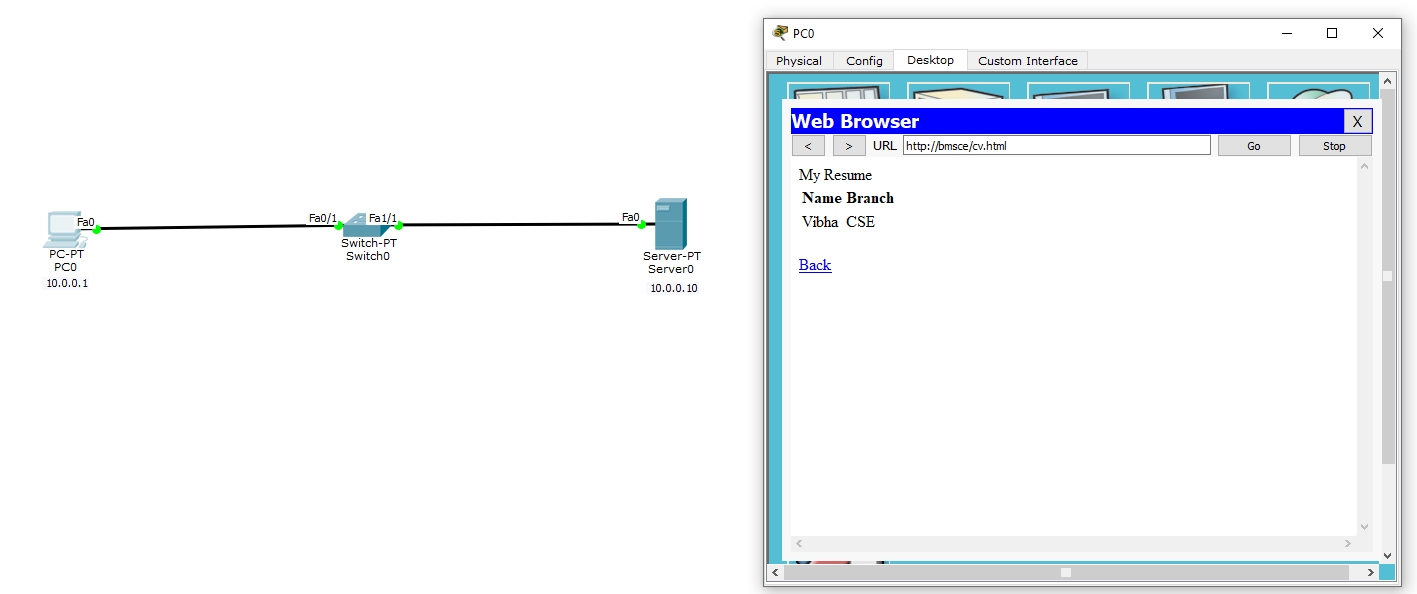 Fa0
Fa0/1 Fa1/1
Fa0
PC-PT
PC0
10.0.0.1
Switch-PT
Switch0
Server-PT
Server0
10.0.0.10
PC0
Physical Config Desktop Custom Interface
Web Browser X
< > URL http://bmsce/cv.html Go Stop
My Resume
Name Branch
Vibha CSE
Back